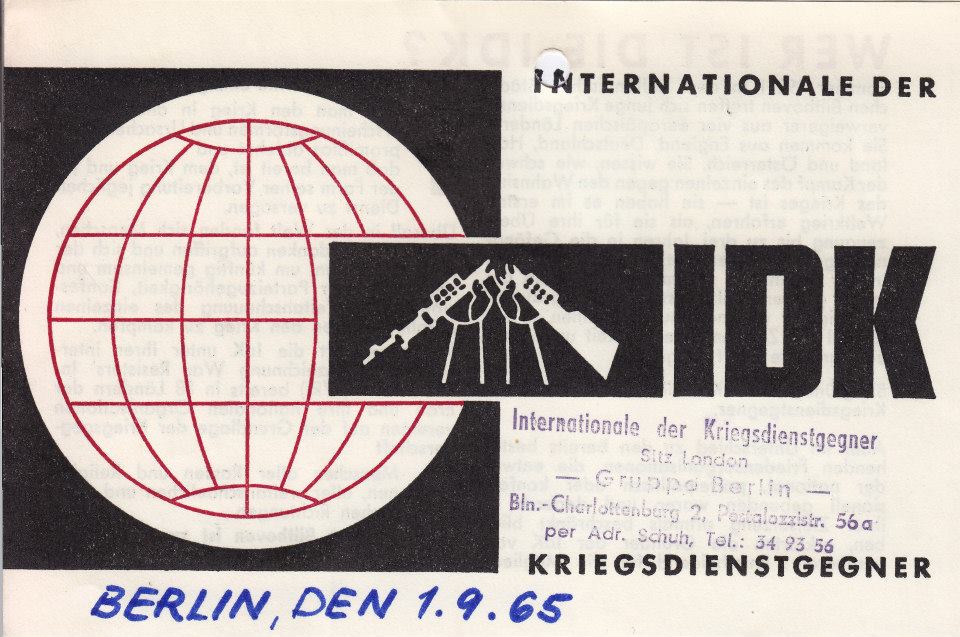 INTERNATIONALE DER
IDK
Internationale der Kriegsdienstgegner
Sitz London
— Gruppe Berlin —
Bln.-Charlottenburg 2, Pestalozzistr. 56a
per Adr. Schuh, Tel.: 34 93 56
KRIEGSDIENSTGEGNER
BERLIN, DEN 1.9.65